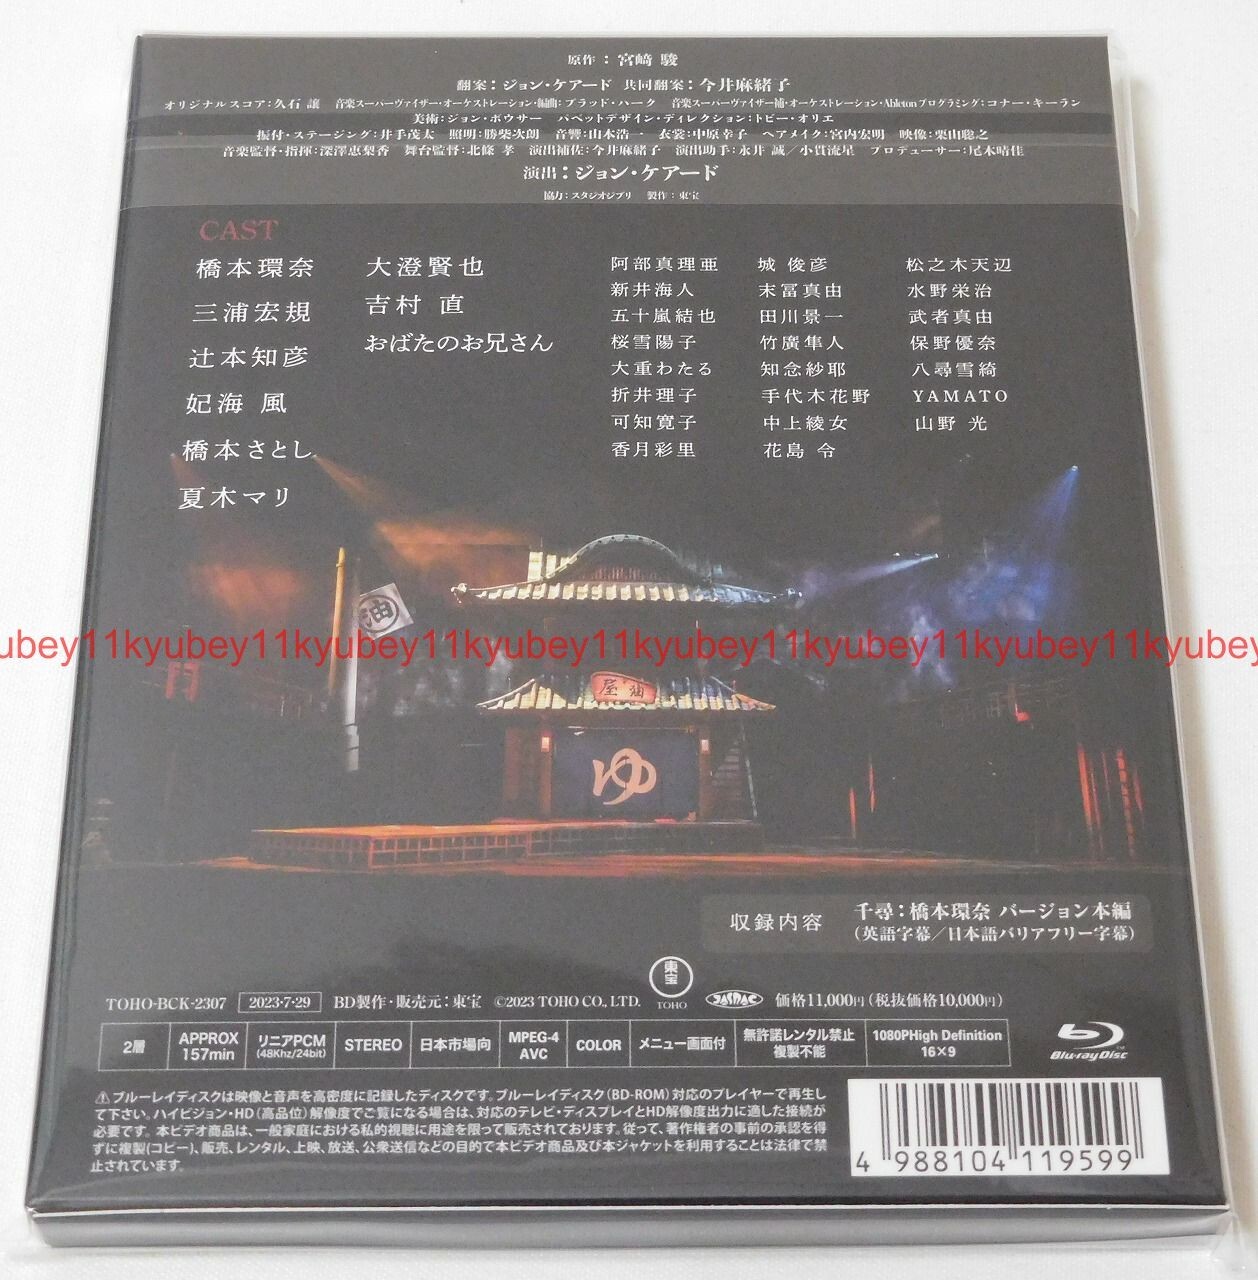 原作：宮﨑 駿
翻案：ジョン・ケアード 共同翻案：今井麻緒子
オリジナルスコア：久石 譲 音楽スーパーヴァイザー・オーケストレーション・編曲：ブラッド・ハーク 音楽スーパーヴァイザー補・オーケストレーション・Abletonプログラミング：コナー・キーラン
美術：ジョン・ボウサー パペットデザイン・ディレクション：トビー・オリエ
振付・ステージング：井手茂太 照明：勝柴次朗 音響：山本浩一 衣裳：中原幸子 ヘアメイク：宮内宏明 映像：栗山聡之
音楽監督・指揮：深澤恵梨香 舞台監督：北條 孝 演出補佐：今井麻緒子 演出助手：永井 誠／小貫流星 プロデューサー：尾木晴佳
演出：ジョン・ケアード
協力：スタジオジブリ 製作：東宝
CAST
橋本環奈
三浦宏規
辻本知彦
妃海 風
橋本さとし
夏木マリ
大澄賢也
吉村 直
おばたのお兄さん
阿部真理亜
新井海人
五十嵐結也
桜雪陽子
大重わたる
折井理子
可知寛子
香月彩里
城 俊彦
末冨真由
田川景一
竹廣隼人
知念紗耶
手代木花野
中上綾女
花島 令
松之木天辺
水野栄治
武者真由
保野優奈
八尋雪綺
YAMATO
山野 光
油
ubey11kyubey11kyubey11kyubey11kyubey11kyubey11kyubey11kyubey
油屋
ゆ
収録内容 千尋：橋本環奈 バージョン本編
（英語字幕／日本語バリアフリー字幕）
東宝
TOHO
TOHO-BCK-2307 2023・7・29 BD製作・販売元：東宝 ©2023 TOHO CO., LTD. JASRAC 価格11,000円（税抜価格10,000円）
2層 APPROX 157min リニアPCM (48Khz/24bit) STEREO 日本市場向 MPEG-4 AVC COLOR メニュー画面付 無許諾レンタル禁止 複製不能 1080PHigh Definition 16×9
Blu-ray Disc
⚠ブルーレイディスクは映像と音声を高密度に記録したディスクです。ブルーレイディスク（BD-ROM）対応のプレイヤーで再生し
て下さい。ハイビジョン・HD（高品位）解像度でご覧になる場合は、対応のテレビ・ディスプレイとHD解像度出力に適した接続が
必要です。本ビデオ商品は、一般家庭における私的視聴に用途を限って販売されております。従って、著作権者の事前の承認を得
ずに複製（コピー）、販売、レンタル、上映、放送、公衆送信などの目的で本ビデオ商品及び本ジャケットを利用することは法律で禁
止されています。
4 988104 119599